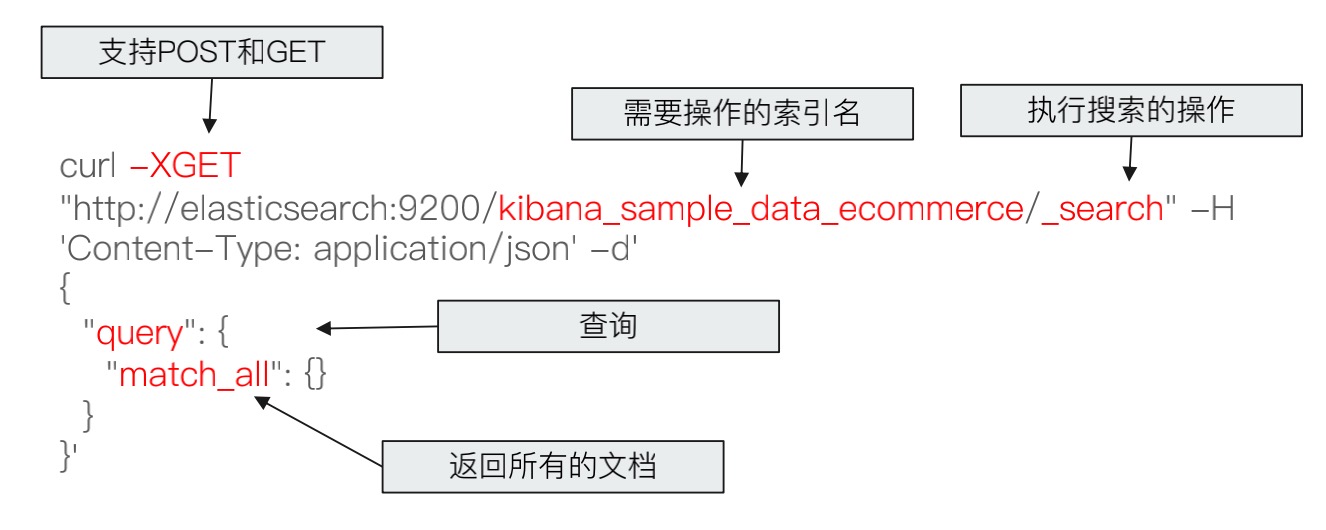 支持POST和GET
需要操作的索引名
执行搜索的操作
curl -XGET
"http://elasticsearch:9200/kibana_sample_data_ecommerce/_search" -H
'Content-Type: application/json' -d'
{
"query": {
查询
"match_all": {}
}
}'
返回所有的文档